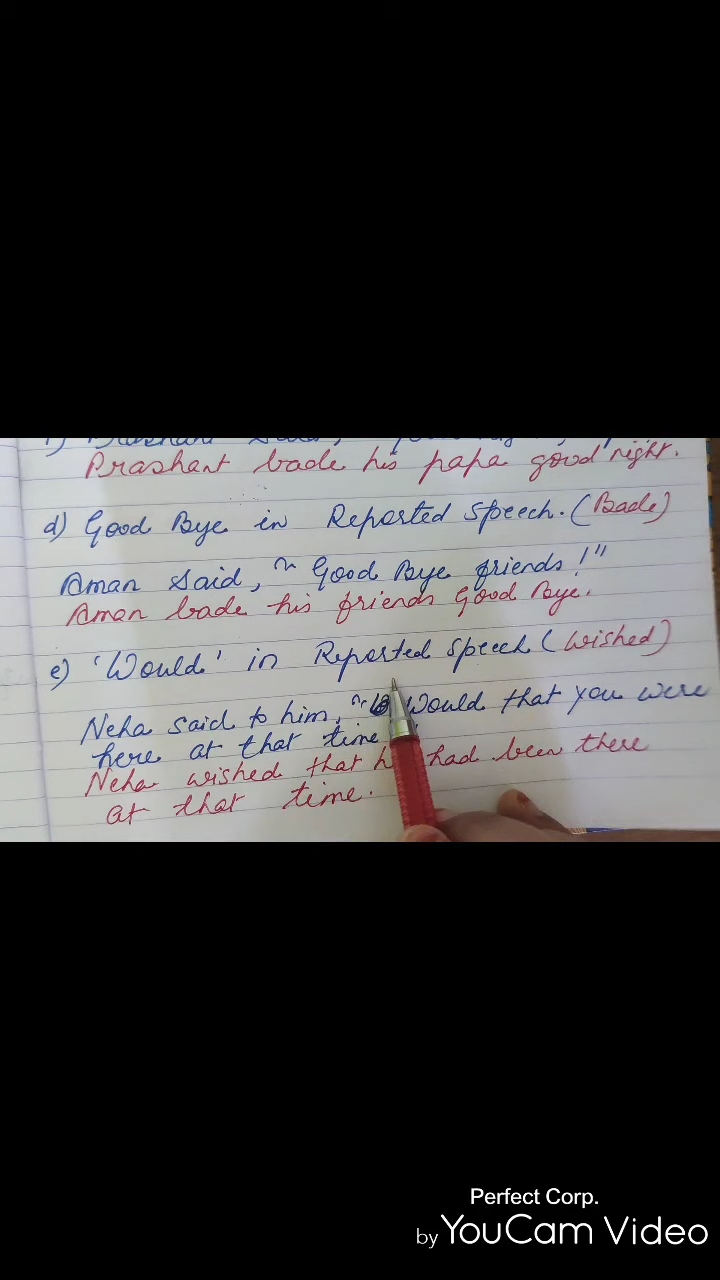 Prashant bade his papa good night.
d) Good Bye in Reported Speech. (Bade)
Aman said, "Good Bye friends!"
Aman bade his friends Good Bye.
e) 'Would' in Reported Speech (Wished)
Neha said to him, "Would that you were
here at that time
Neha wished that he had been there
at that time.
Perfect Corp.
by YouCam Video